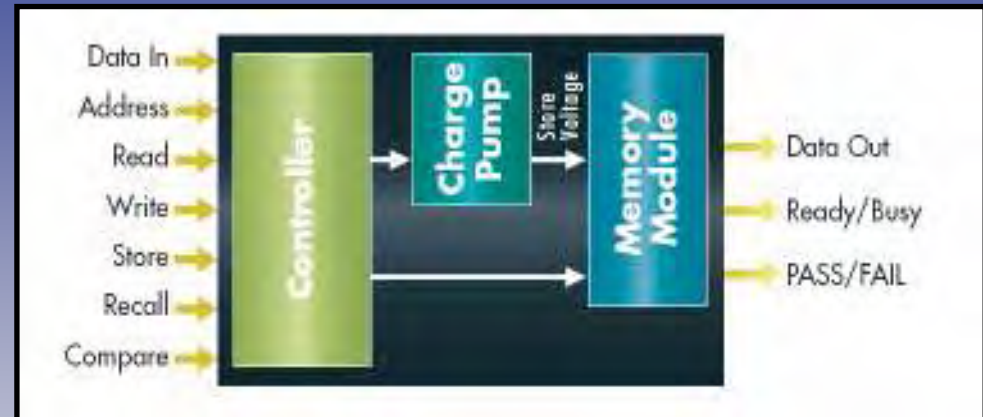 Data In
Address
Read
Write
Store
Recall
Compare
Controller
Charge
Pump
Store
Voltage
Memory
Module
Data Out
Ready/Busy
PASS/FAIL